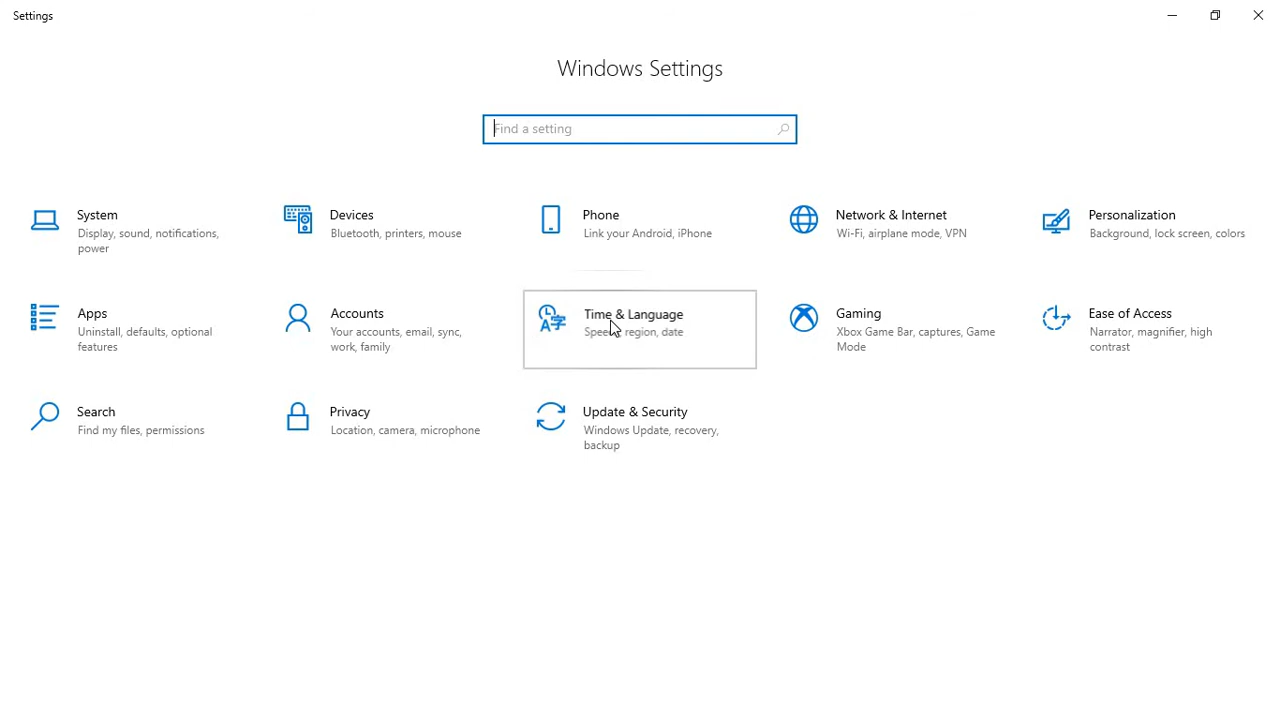 Settings
Windows Settings
Find a setting
System
Display, sound, notifications,
power
Devices
Bluetooth, printers, mouse
Phone
Link your Android, iPhone
Network & Internet
Wi-Fi, airplane mode, VPN
Personalization
Background, lock screen, colors
Apps
Uninstall, defaults, optional
features
Accounts
Your accounts, email, sync,
work, family
Time & Language
Speech, region, date
Gaming
Xbox Game Bar, captures, Game
Mode
Ease of Access
Narrator, magnifier, high
contrast
Search
Find my files, permissions
Privacy
Location, camera, microphone
Update & Security
Windows Update, recovery,
backup